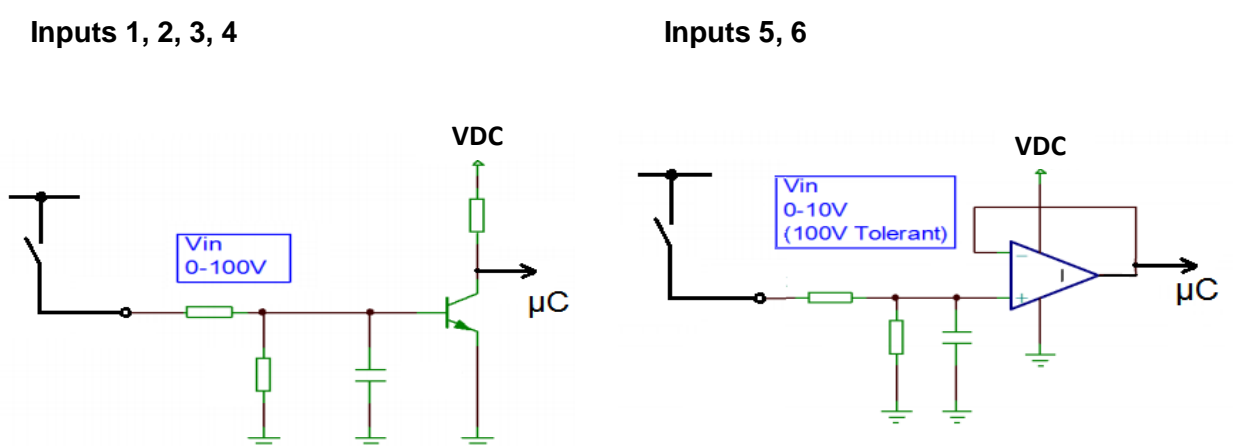 Inputs 1, 2, 3, 4
VDC
Vin
0-100V
µC
Inputs 5, 6
VDC
Vin
0-10V
(100V Tolerant)
−
+
I
µC